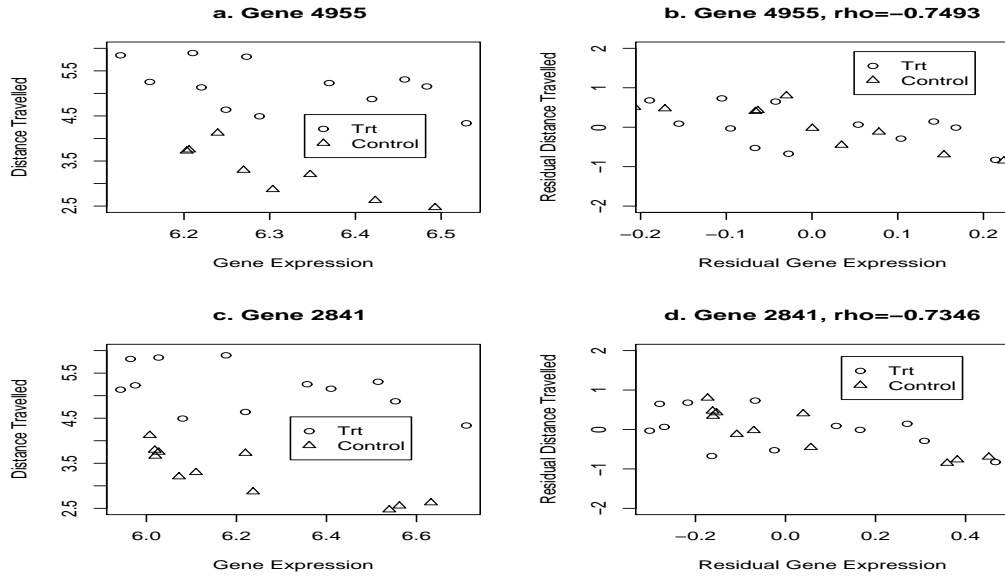 a. Gene 4955
Distance Travelled
5.5
4.5
3.5
2.5
Trt
Control
6.2 6.3 6.4 6.5
Gene Expression
b. Gene 4955, rho=−0.7493
Residual Distance Travelled
2
1
0
−1
−2
Trt
Control
−0.2 −0.1 0.0 0.1 0.2
Residual Gene Expression
c. Gene 2841
Distance Travelled
5.5
4.5
3.5
2.5
Trt
Control
6.0 6.2 6.4 6.6
Gene Expression
d. Gene 2841, rho=−0.7346
Residual Distance Travelled
2
1
0
−1
−2
Trt
Control
−0.2 0.0 0.2 0.4
Residual Gene Expression